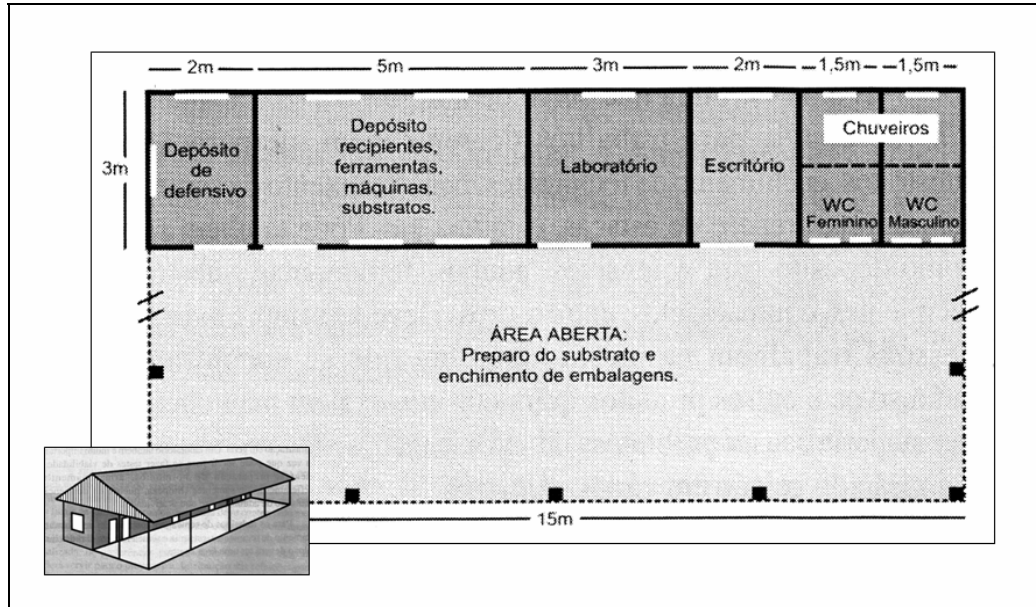 2m 5m 3m 2m 1,5m 1,5m
3m
Depósito
de
defensivo
Depósito
recipientes,
ferramentas,
máquinas,
substratos.
Laboratório
Escritório
Chuveiros
WC
Feminino
WC
Masculino
ÁREA ABERTA:
Preparo do substrato e
enchimento de embalagens.
15m